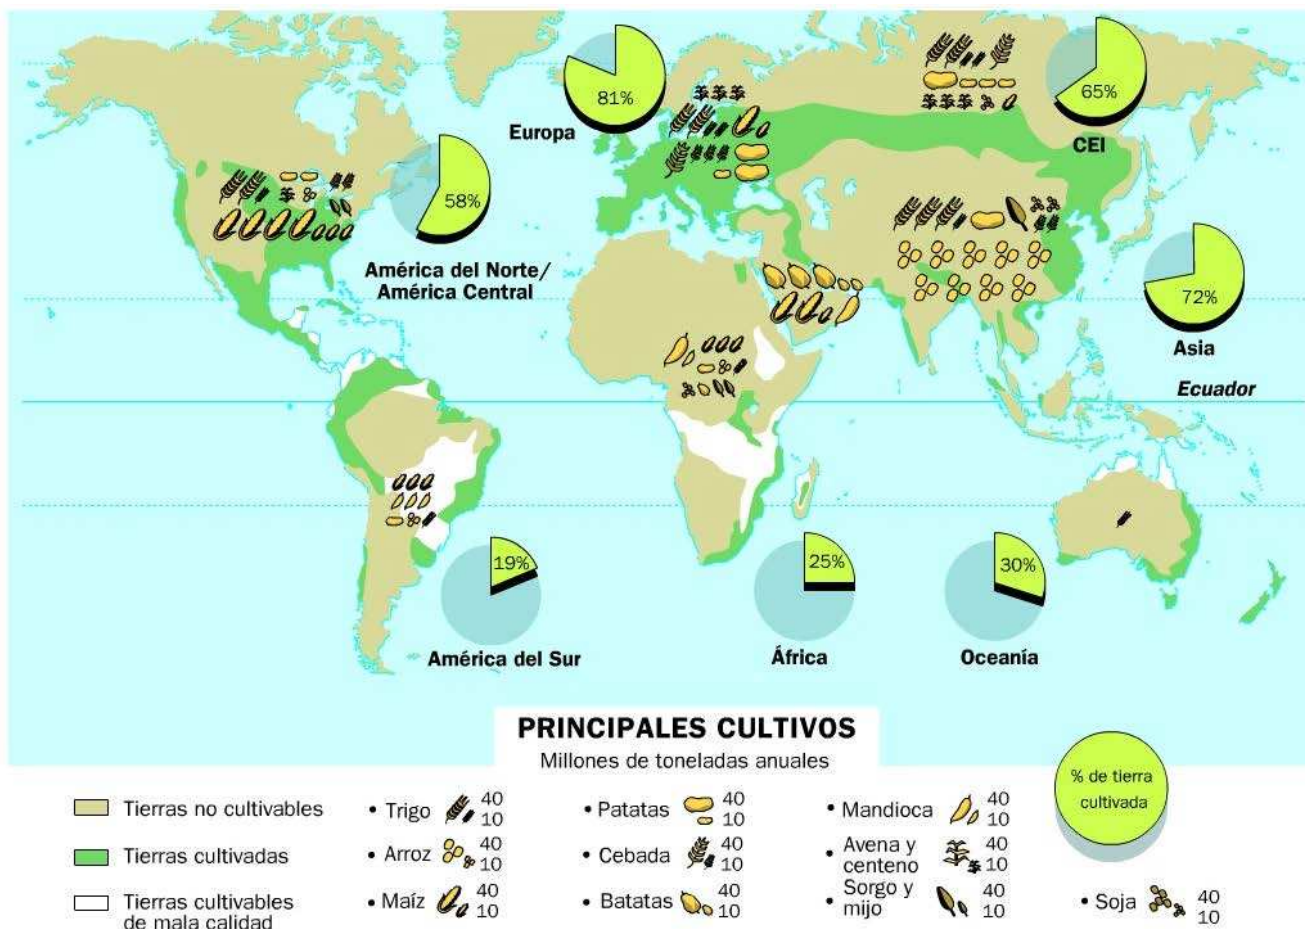 81%
Europa
65%
CEI
58%
América del Norte/
América Central
72%
Asia
Ecuador
19%
América del Sur
25%
África
30%
Oceanía
PRINCIPALES CULTIVOS
Millones de toneladas anuales
Tierras no cultivables
Tierras cultivadas
Tierras cultivables
de mala calidad
• Trigo 40
10
• Arroz 40
10
• Maíz 40
10
• Patatas 40
10
• Cebada 40
10
• Batatas 40
10
• Mandioca 40
10
• Avena y
centeno 40
10
• Sorgo y
mijo 40
10
% de tierra
cultivada
• Soja 40
10